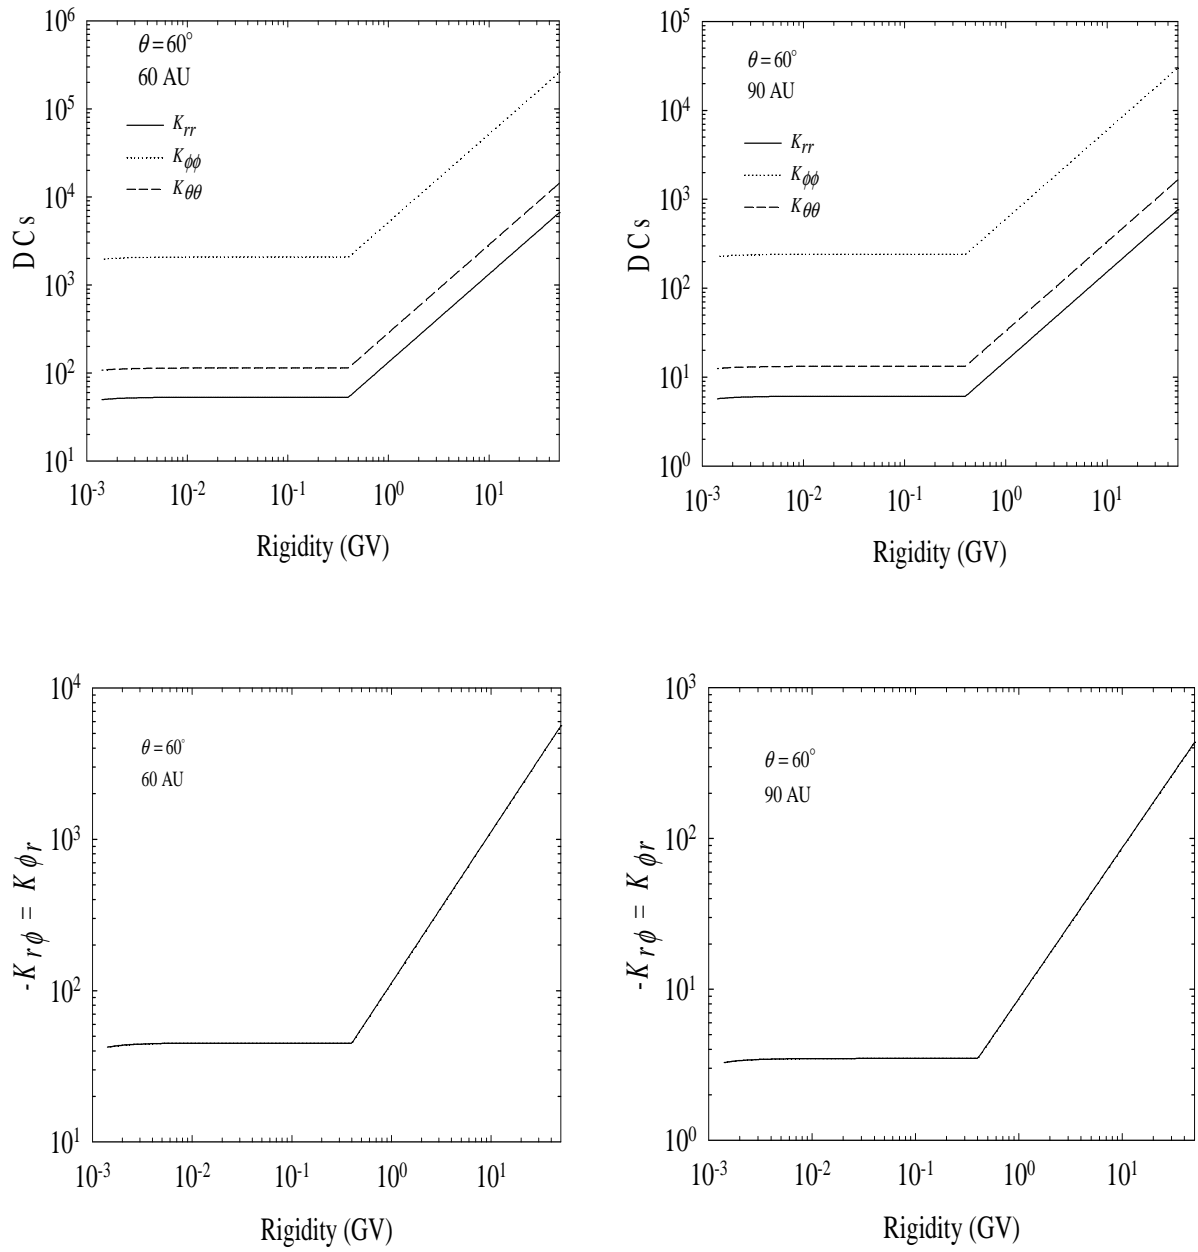 θ = 60°
60 AU
K_rr
K_ϕϕ
K_θθ
10^6
10^5
10^4
10^3
10^2
10^1
DCs
10^-3 10^-2 10^-1 10^0 10^1
Rigidity (GV)
θ = 60°
90 AU
K_rr
K_ϕϕ
K_θθ
10^5
10^4
10^3
10^2
10^1
10^0
DCs
10^-3 10^-2 10^-1 10^0 10^1
Rigidity (GV)
θ = 60°
60 AU
10^4
10^3
10^2
10^1
-K_rϕ = K_ϕr
10^-3 10^-2 10^-1 10^0 10^1
Rigidity (GV)
θ = 60°
90 AU
10^3
10^2
10^1
10^0
-K_rϕ = K_ϕr
10^-3 10^-2 10^-1 10^0 10^1
Rigidity (GV)